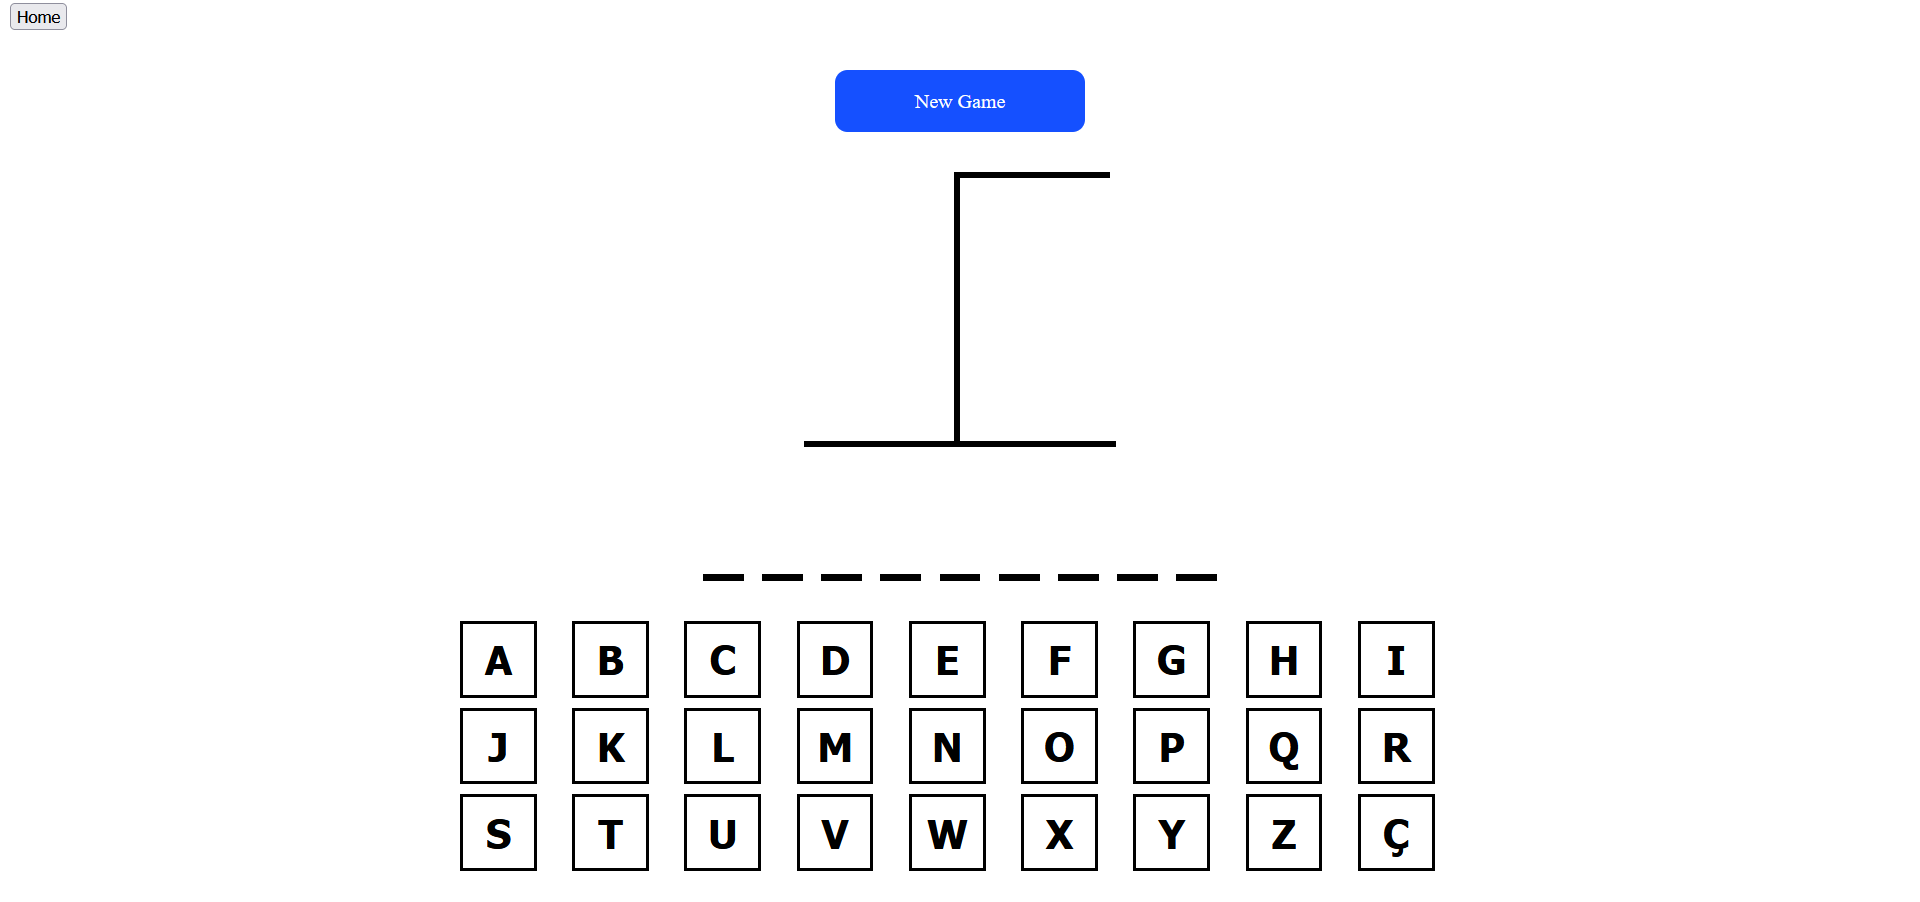 Home
New Game
A B C D E F G H I
J K L M N O P Q R
S T U V W X Y Z Ç